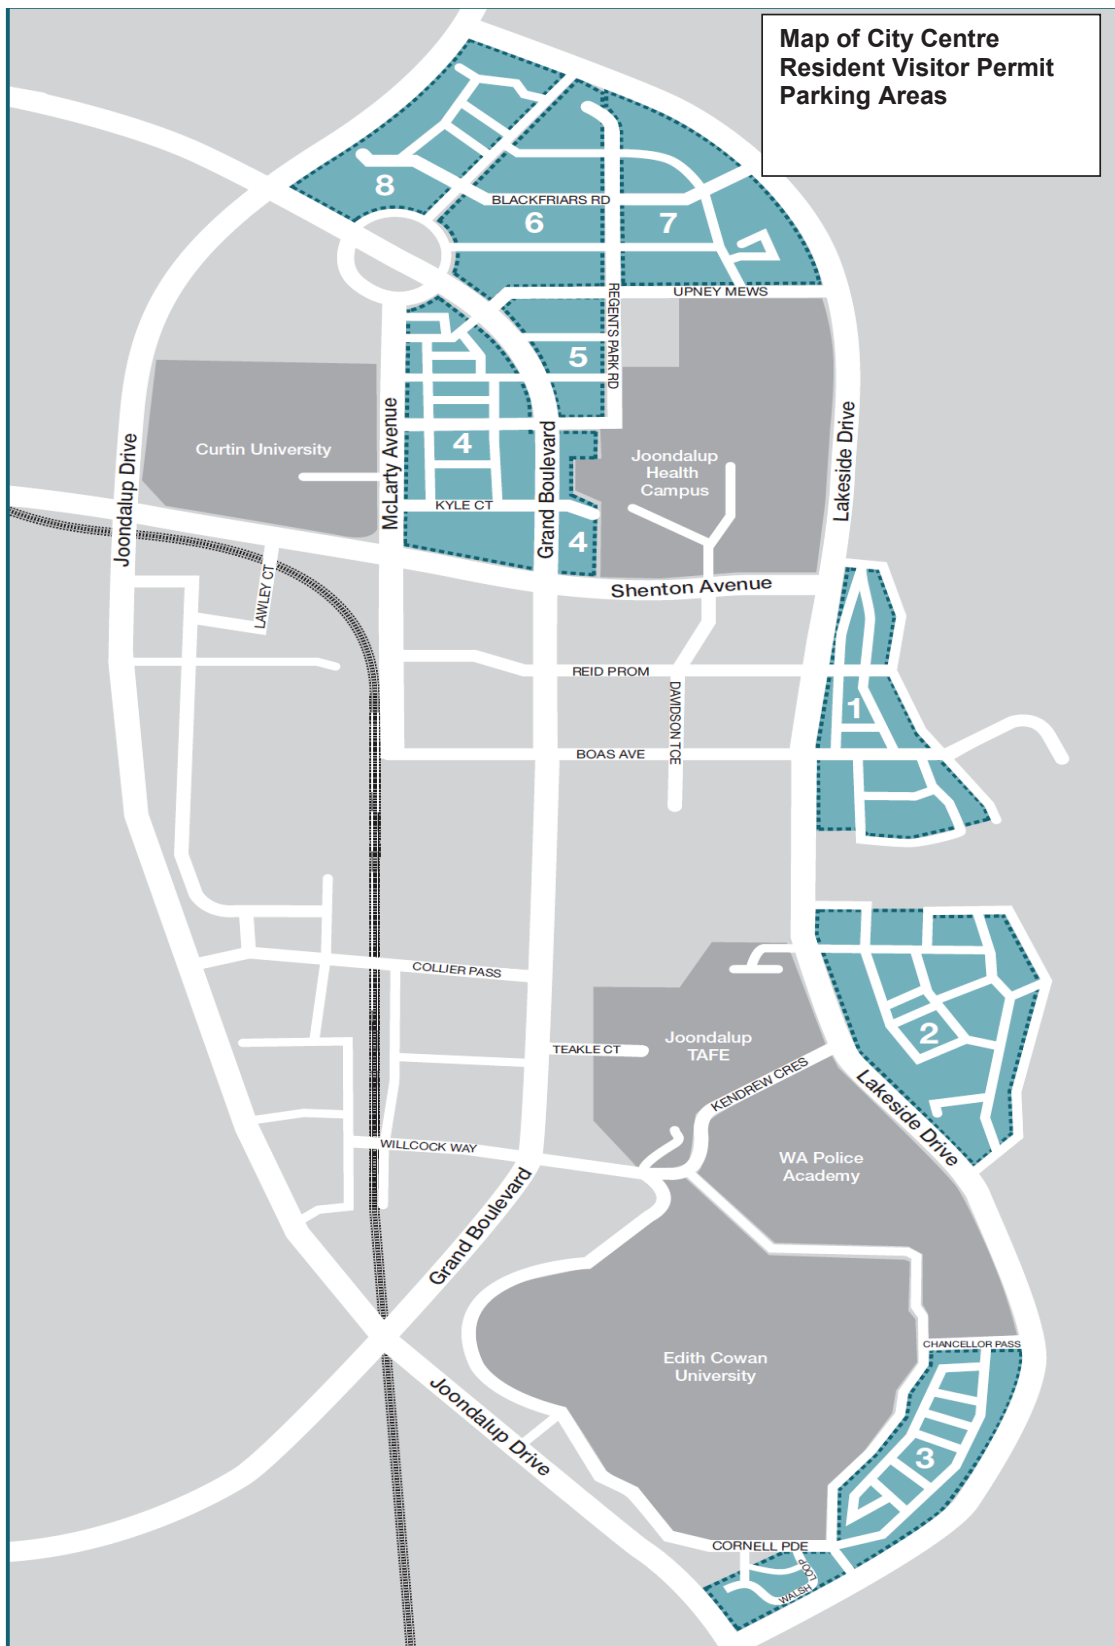 Map of City Centre
Resident Visitor Permit
Parking Areas
8
BLACKFRIARS RD
6
7
UPNEY MEWS
REGENTS PARK RD
5
Lakeside Drive
McLarty Avenue
Grand Boulevard
Joondalup Drive
Curtin University
4
Joondalup
Health
Campus
KYLE CT
4
LAWLEY CT
Shenton Avenue
REID PROM
DAVIDSON TCE
1
BOAS AVE
COLLIER PASS
TEAKLE CT
Joondalup
TAFE
2
KENDREW CRES
Lakeside Drive
WILLCOCK WAY
WA Police
Academy
Grand Boulevard
CHANCELLOR PASS
Edith Cowan
University
Joondalup Drive
3
CORNELL PDE
WALSH
LOOP